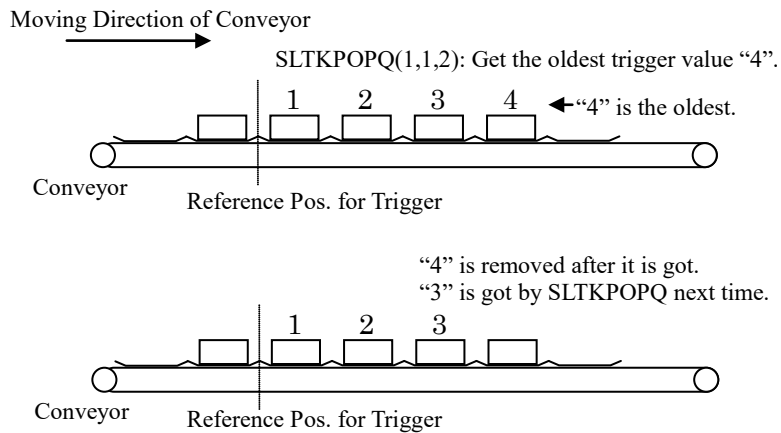 Moving Direction of Conveyor
SLTKPOPQ(1,1,2): Get the oldest trigger value “4”.
1 2 3 4 “4” is the oldest.
Conveyor
Reference Pos. for Trigger
“4” is removed after it is got.
“3” is got by SLTKPOPQ next time.
1 2 3
Conveyor
Reference Pos. for Trigger